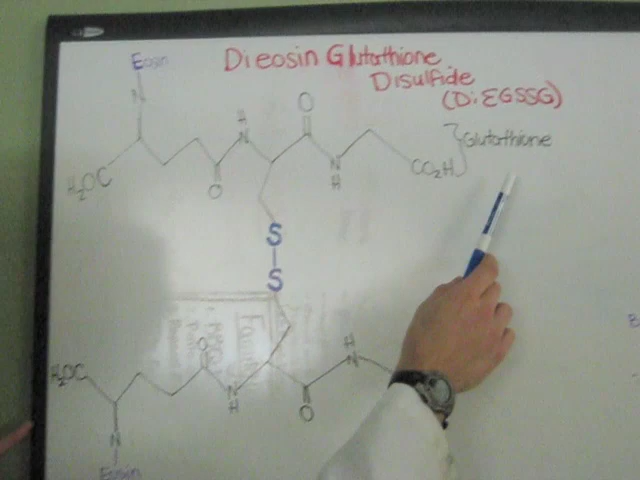 Eosin
Dieosin Glutathione
Disulfide
(DiEGSSG)
N
H
N
O
Glutathione
H₂OC
O
N
H
CO₂H
S
S
H₂OC
O
N
H
O
H
N
N
Eosin